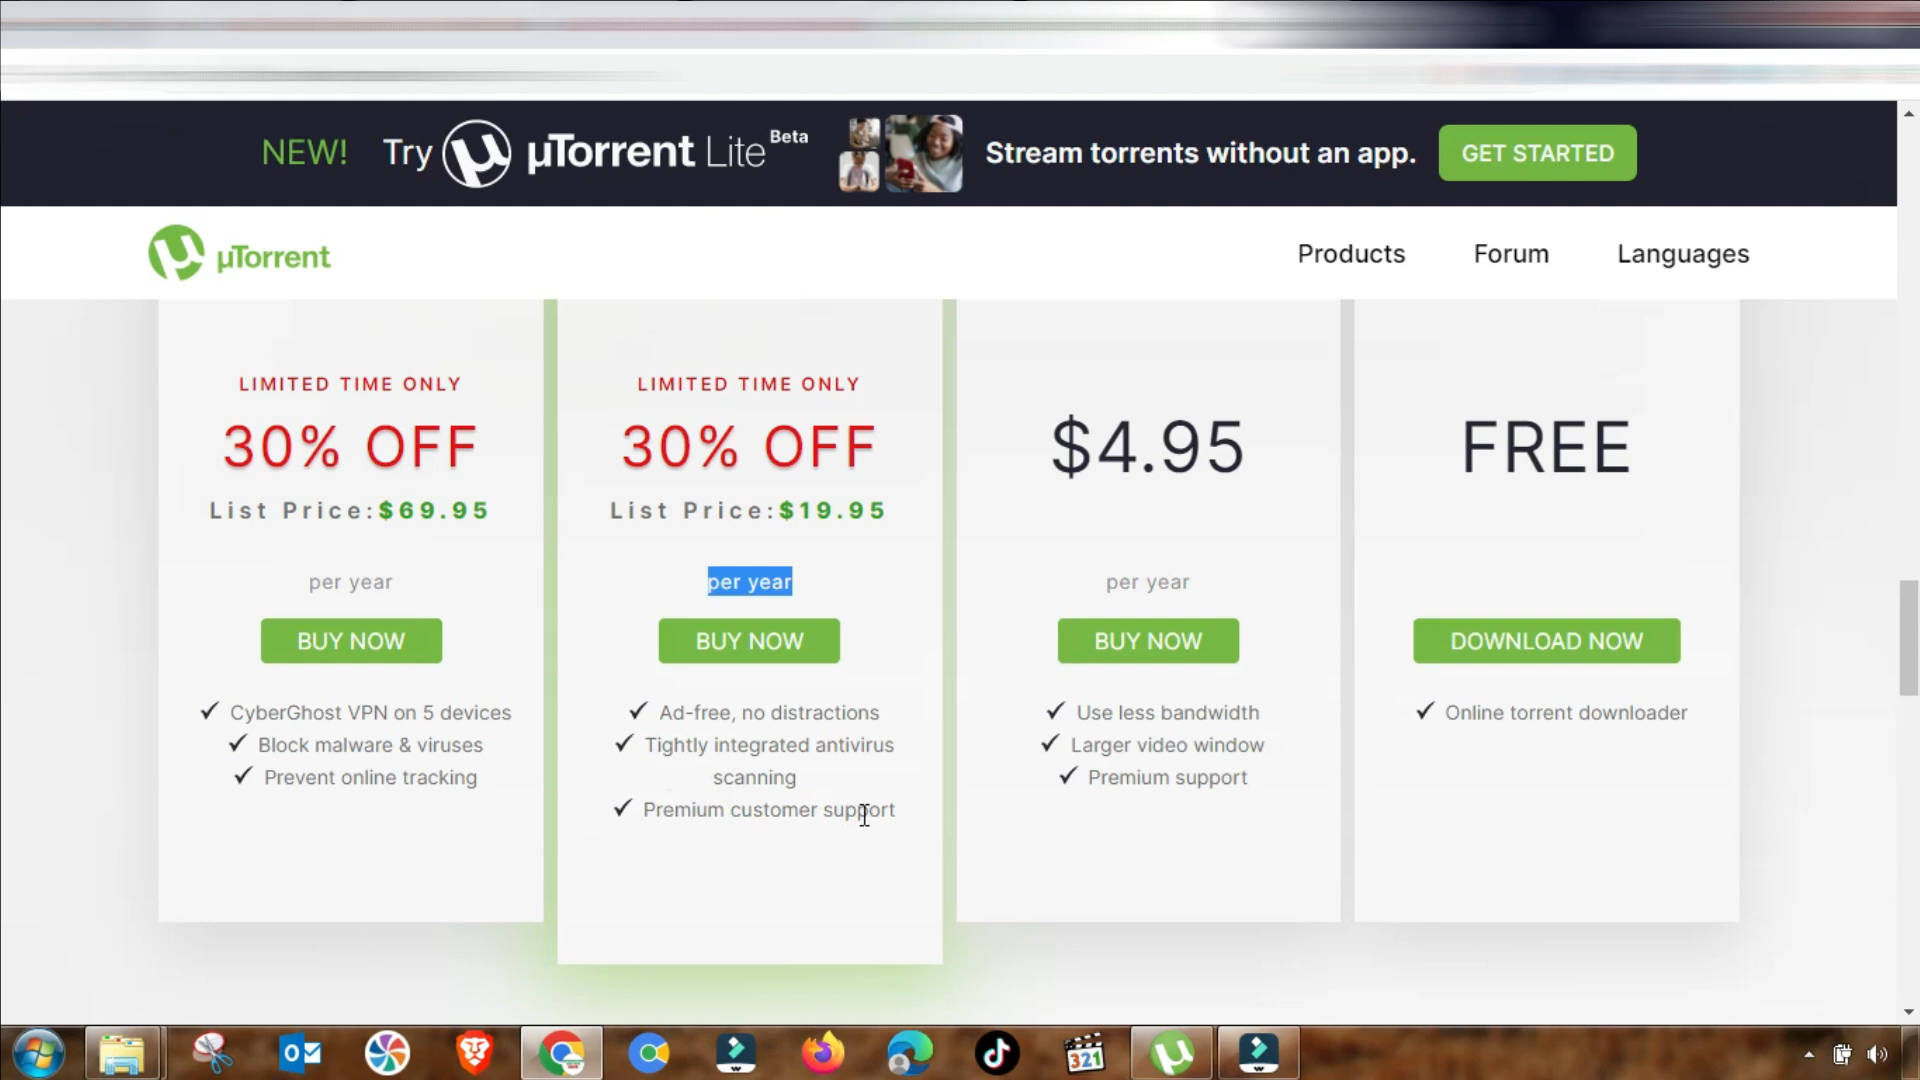 NEW! Try µTorrent Lite Beta Stream torrents without an app. GET STARTED
µTorrent Products Forum Languages
LIMITED TIME ONLY
30% OFF
List Price:$69.95
per year
BUY NOW
CyberGhost VPN on 5 devices
Block malware & viruses
Prevent online tracking
LIMITED TIME ONLY
30% OFF
List Price:$19.95
per year
BUY NOW
Ad-free, no distractions
Tightly integrated antivirus
scanning
Premium customer support
$4.95
per year
BUY NOW
Use less bandwidth
Larger video window
Premium support
FREE
DOWNLOAD NOW
Online torrent downloader
321